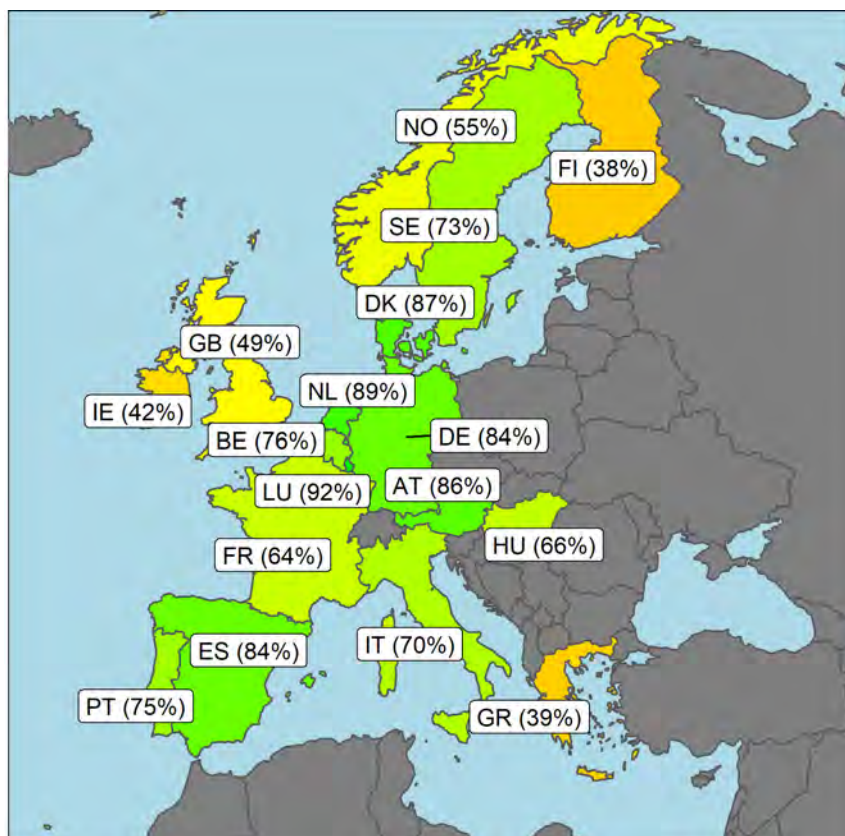 NO (55%)
FI (38%)
SE (73%)
DK (87%)
GB (49%)
NL (89%)
IE (42%)
BE (76%)
DE (84%)
LU (92%)
AT (86%)
FR (64%)
HU (66%)
ES (84%)
IT (70%)
PT (75%)
GR (39%)